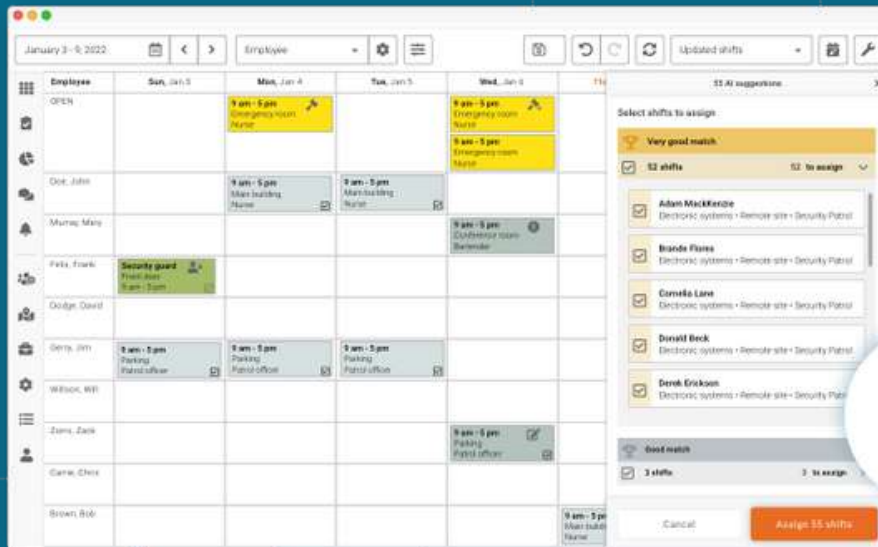 January 3 - 9, 2022
Employee
Updated shifts
Employee
Sun, Jan 3
Mon, Jan 4
Tue, Jan 5
Wed, Jan 6
55 AI suggestions
OPEN
9 am - 5 pm
Emergency room
Nurse
9 am - 5 pm
Emergency room
Nurse
9 am - 5 pm
Emergency room
Nurse
Doe, John
9 am - 5 pm
Main building
Nurse
9 am - 5 pm
Main building
Nurse
Murray, Mary
9 am - 5 pm
Conference room
Bartender
Felix, Frank
Security guard
Front door
9 am - 5 pm
Dodge, David
Gerry, Jim
9 am - 5 pm
Parking
Patrol officer
9 am - 5 pm
Parking
Patrol officer
9 am - 5 pm
Parking
Patrol officer
Willson, Will
Zorro, Zack
9 am - 5 pm
Parking
Patrol officer
Carrie, Chris
Brown, Bob
9 am - 5 pm
Nurse
Select shifts to assign
Very good match
52 shifts
52 to assign
Adam MacKenzie
Electronic systems • Remote site • Security Patrol
Brande Flores
Electronic systems • Remote site • Security Patrol
Cornelia Lane
Electronic systems • Remote site • Security Patrol
Donald Beck
Electronic systems • Remote site • Security Patrol
Derek Erickson
Electronic systems • Remote site • Security
Good match
3 shifts
3 to assign
Cancel
Assign 55 shifts